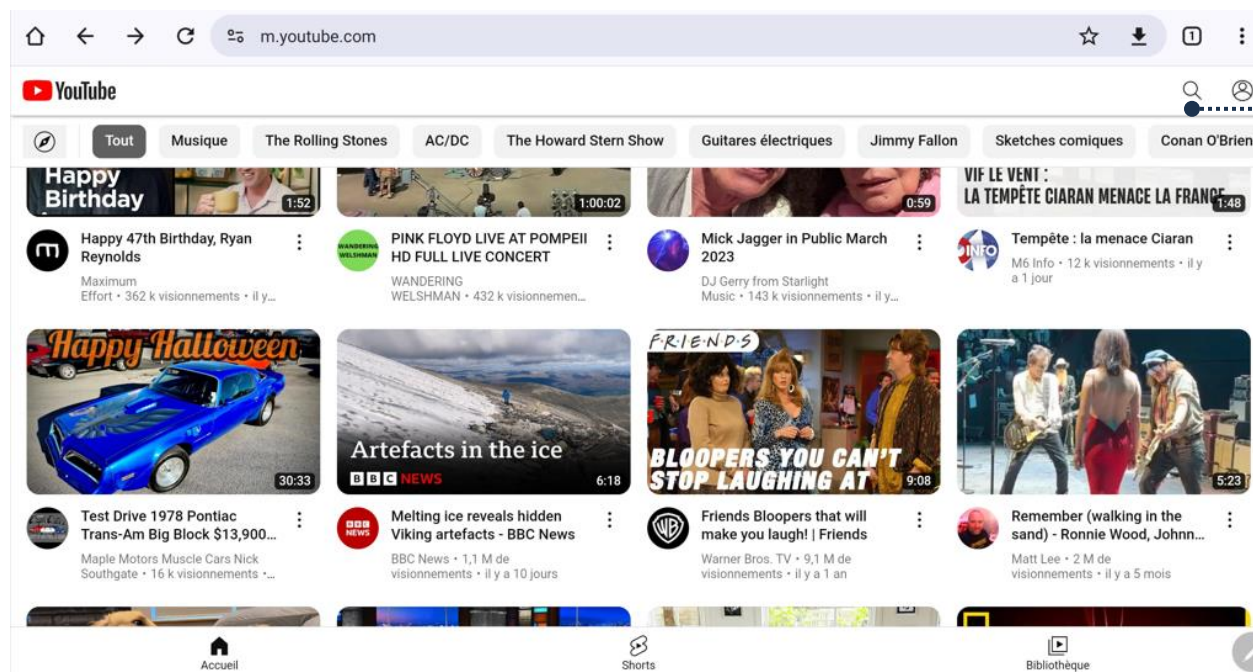 m.youtube.com
1
YouTube
Tout
Musique
The Rolling Stones
AC/DC
The Howard Stern Show
Guitares électriques
Jimmy Fallon
Sketches comiques
Conan O'Brien
Happy
Birthday
1:52
1:00:02
0:59
VIF LE VENT :
LA TEMPÊTE CIARAN MENACE LA FRANCE
1:48
Happy 47th Birthday, Ryan
Reynolds
Maximum
Effort • 362 k visionnements • il y...
WANDERING
WELSHMAN
PINK FLOYD LIVE AT POMPEII
HD FULL LIVE CONCERT
WANDERING
WELSHMAN • 432 k visionnemen...
Mick Jagger in Public March
2023
DJ Gerry from Starlight
Music • 143 k visionnements • il y...
INFO
Tempête : la menace Ciaran
M6 Info • 12 k visionnements • il y
a 1 jour
Happy Halloween
30:33
Artefacts in the ice
BBC NEWS
6:18
F·R·I·E·N·D·S
BLOOPERS YOU CAN'T
STOP LAUGHING AT
9:08
5:23
Test Drive 1978 Pontiac
Trans-Am Big Block $13,900...
Maple Motors Muscle Cars Nick
Southgate • 16 k visionnements •...
BBC
NEWS
Melting ice reveals hidden
Viking artefacts - BBC News
BBC News • 1,1 M de
visionnements • il y a 10 jours
WB
Friends Bloopers that will
make you laugh! | Friends
Warner Bros. TV • 9,1 M de
visionnements • il y a 1 an
Remember (walking in the
sand) - Ronnie Wood, Johnn...
Matt Lee • 2 M de
visionnements • il y a 5 mois
Accueil
Shorts
Bibliothèque